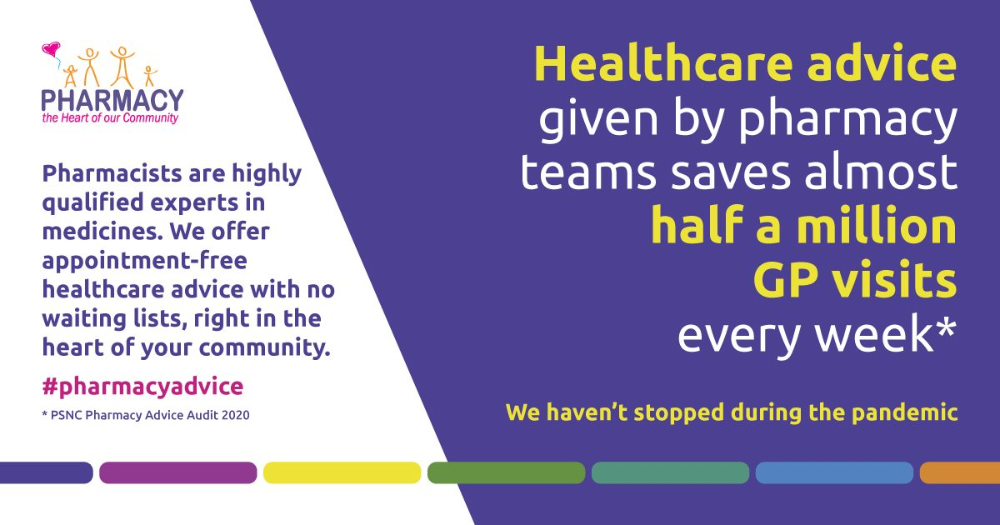 PHARMACY
the Heart of our Community
Pharmacists are highly
qualified experts in
medicines. We offer
appointment-free
healthcare advice with no
waiting lists, right in the
heart of your community.
#pharmacyadvice
* PSNC Pharmacy Advice Audit 2020
Healthcare advice
given by pharmacy
teams saves almost
half a million
GP visits
every week*
We haven’t stopped during the pandemic